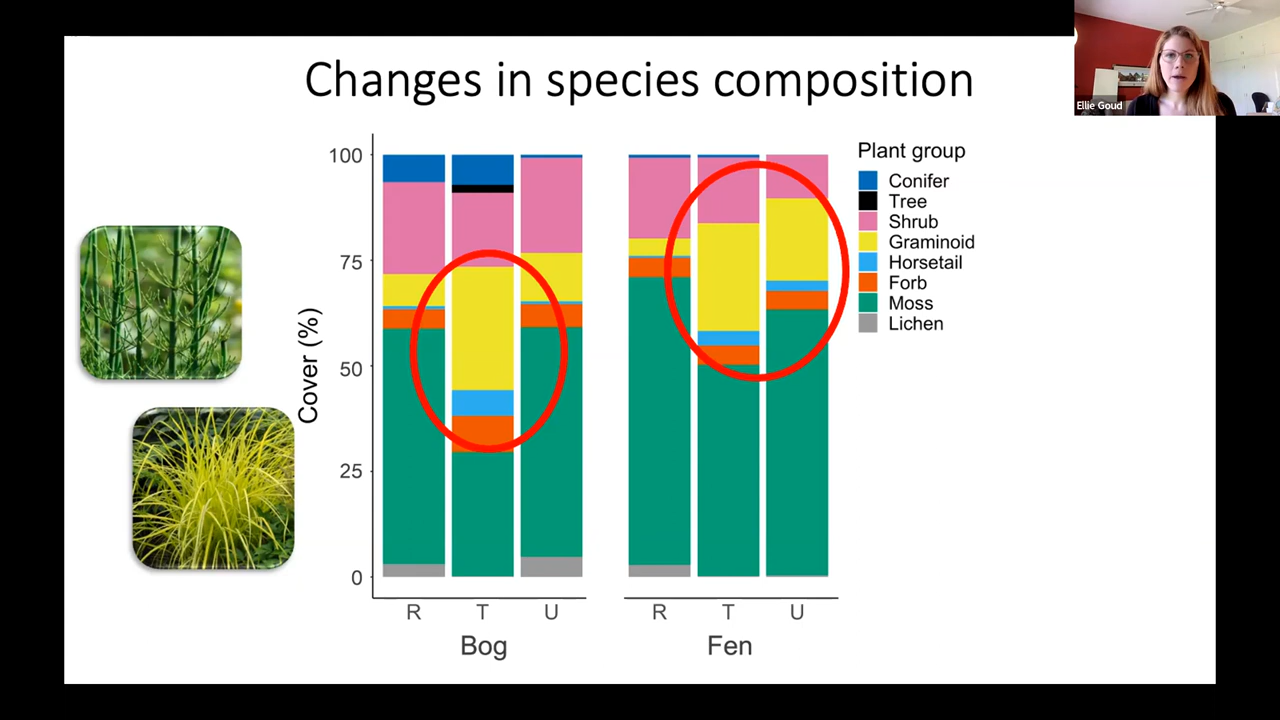 Changes in species composition
Ellie Goud
100
75
50
25
0
Cover (%)
R T U
Bog
R T U
Fen
Plant group
Conifer
Tree
Shrub
Graminoid
Horsetail
Forb
Moss
Lichen